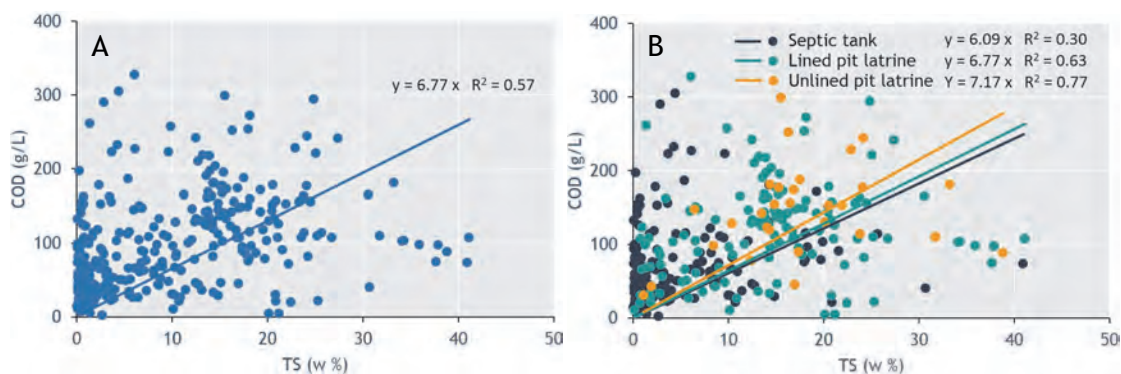 A
400
300
200
100
0
COD (g/L)
y = 6.77 x R² = 0.57
0 10 20 30 40 50
TS (w %)
B
400
300
200
100
0
COD (g/L)
Septic tank y = 6.09 x R² = 0.30
Lined pit latrine y = 6.77 x R² = 0.63
Unlined pit latrine Y = 7.17 x R² = 0.77
0 10 20 30 40 50
TS (w %)